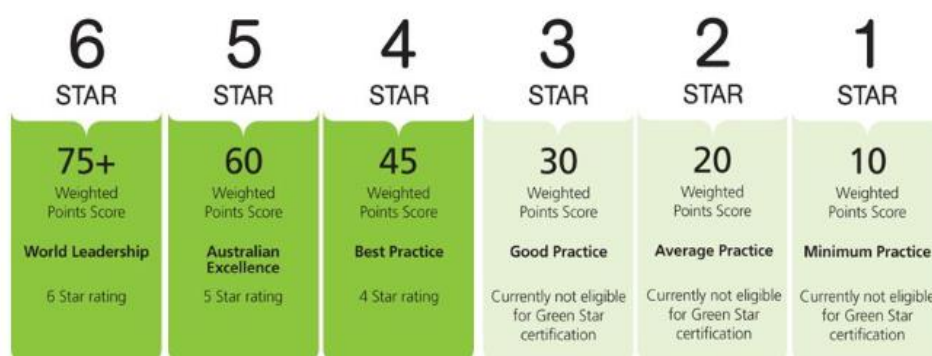 6
STAR
75+
Weighted
Points Score
World Leadership
6 Star rating
5
STAR
60
Weighted
Points Score
Australian
Excellence
5 Star rating
4
STAR
45
Weighted
Points Score
Best Practice
4 Star rating
3
STAR
30
Weighted
Points Score
Good Practice
Currently not eligible
for Green Star
certification
2
STAR
20
Weighted
Points Score
Average Practice
Currently not eligible
for Green Star
certification
1
STAR
10
Weighted
Points Score
Minimum Practice
Currently not eligible
for Green Star
certification